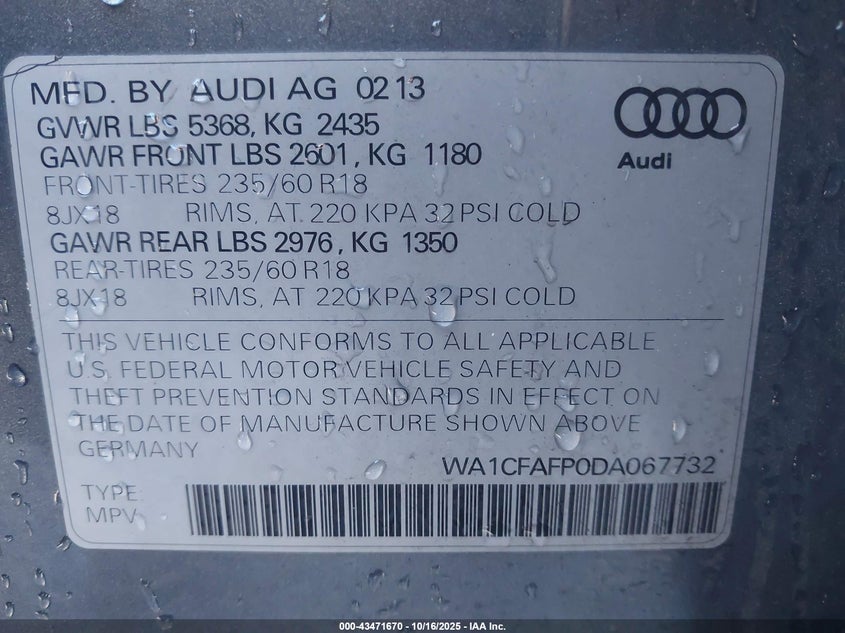 MFD. BY AUDI AG 02 13
GVWR LBS 5368, KG 2435
GAWR FRONT LBS 2601, KG 1180
FRONT-TIRES 235/60 R18
8JX18 RIMS, AT 220 KPA 32 PSI COLD
GAWR REAR LBS 2976, KG 1350
REAR-TIRES 235/60 R18
8JX18 RIMS, AT 220 KPA 32 PSI COLD
Audi
THIS VEHICLE CONFORMS TO ALL APPLICABLE
U.S. FEDERAL MOTOR VEHICLE SAFETY AND
THEFT PREVENTION STANDARDS IN EFFECT ON
THE DATE OF MANUFACTURE SHOWN ABOVE
GERMANY
WA1CFAFP0DA067732
TYPE:
MPV
000-43471670 - 10/16/2025 - IAA Inc.